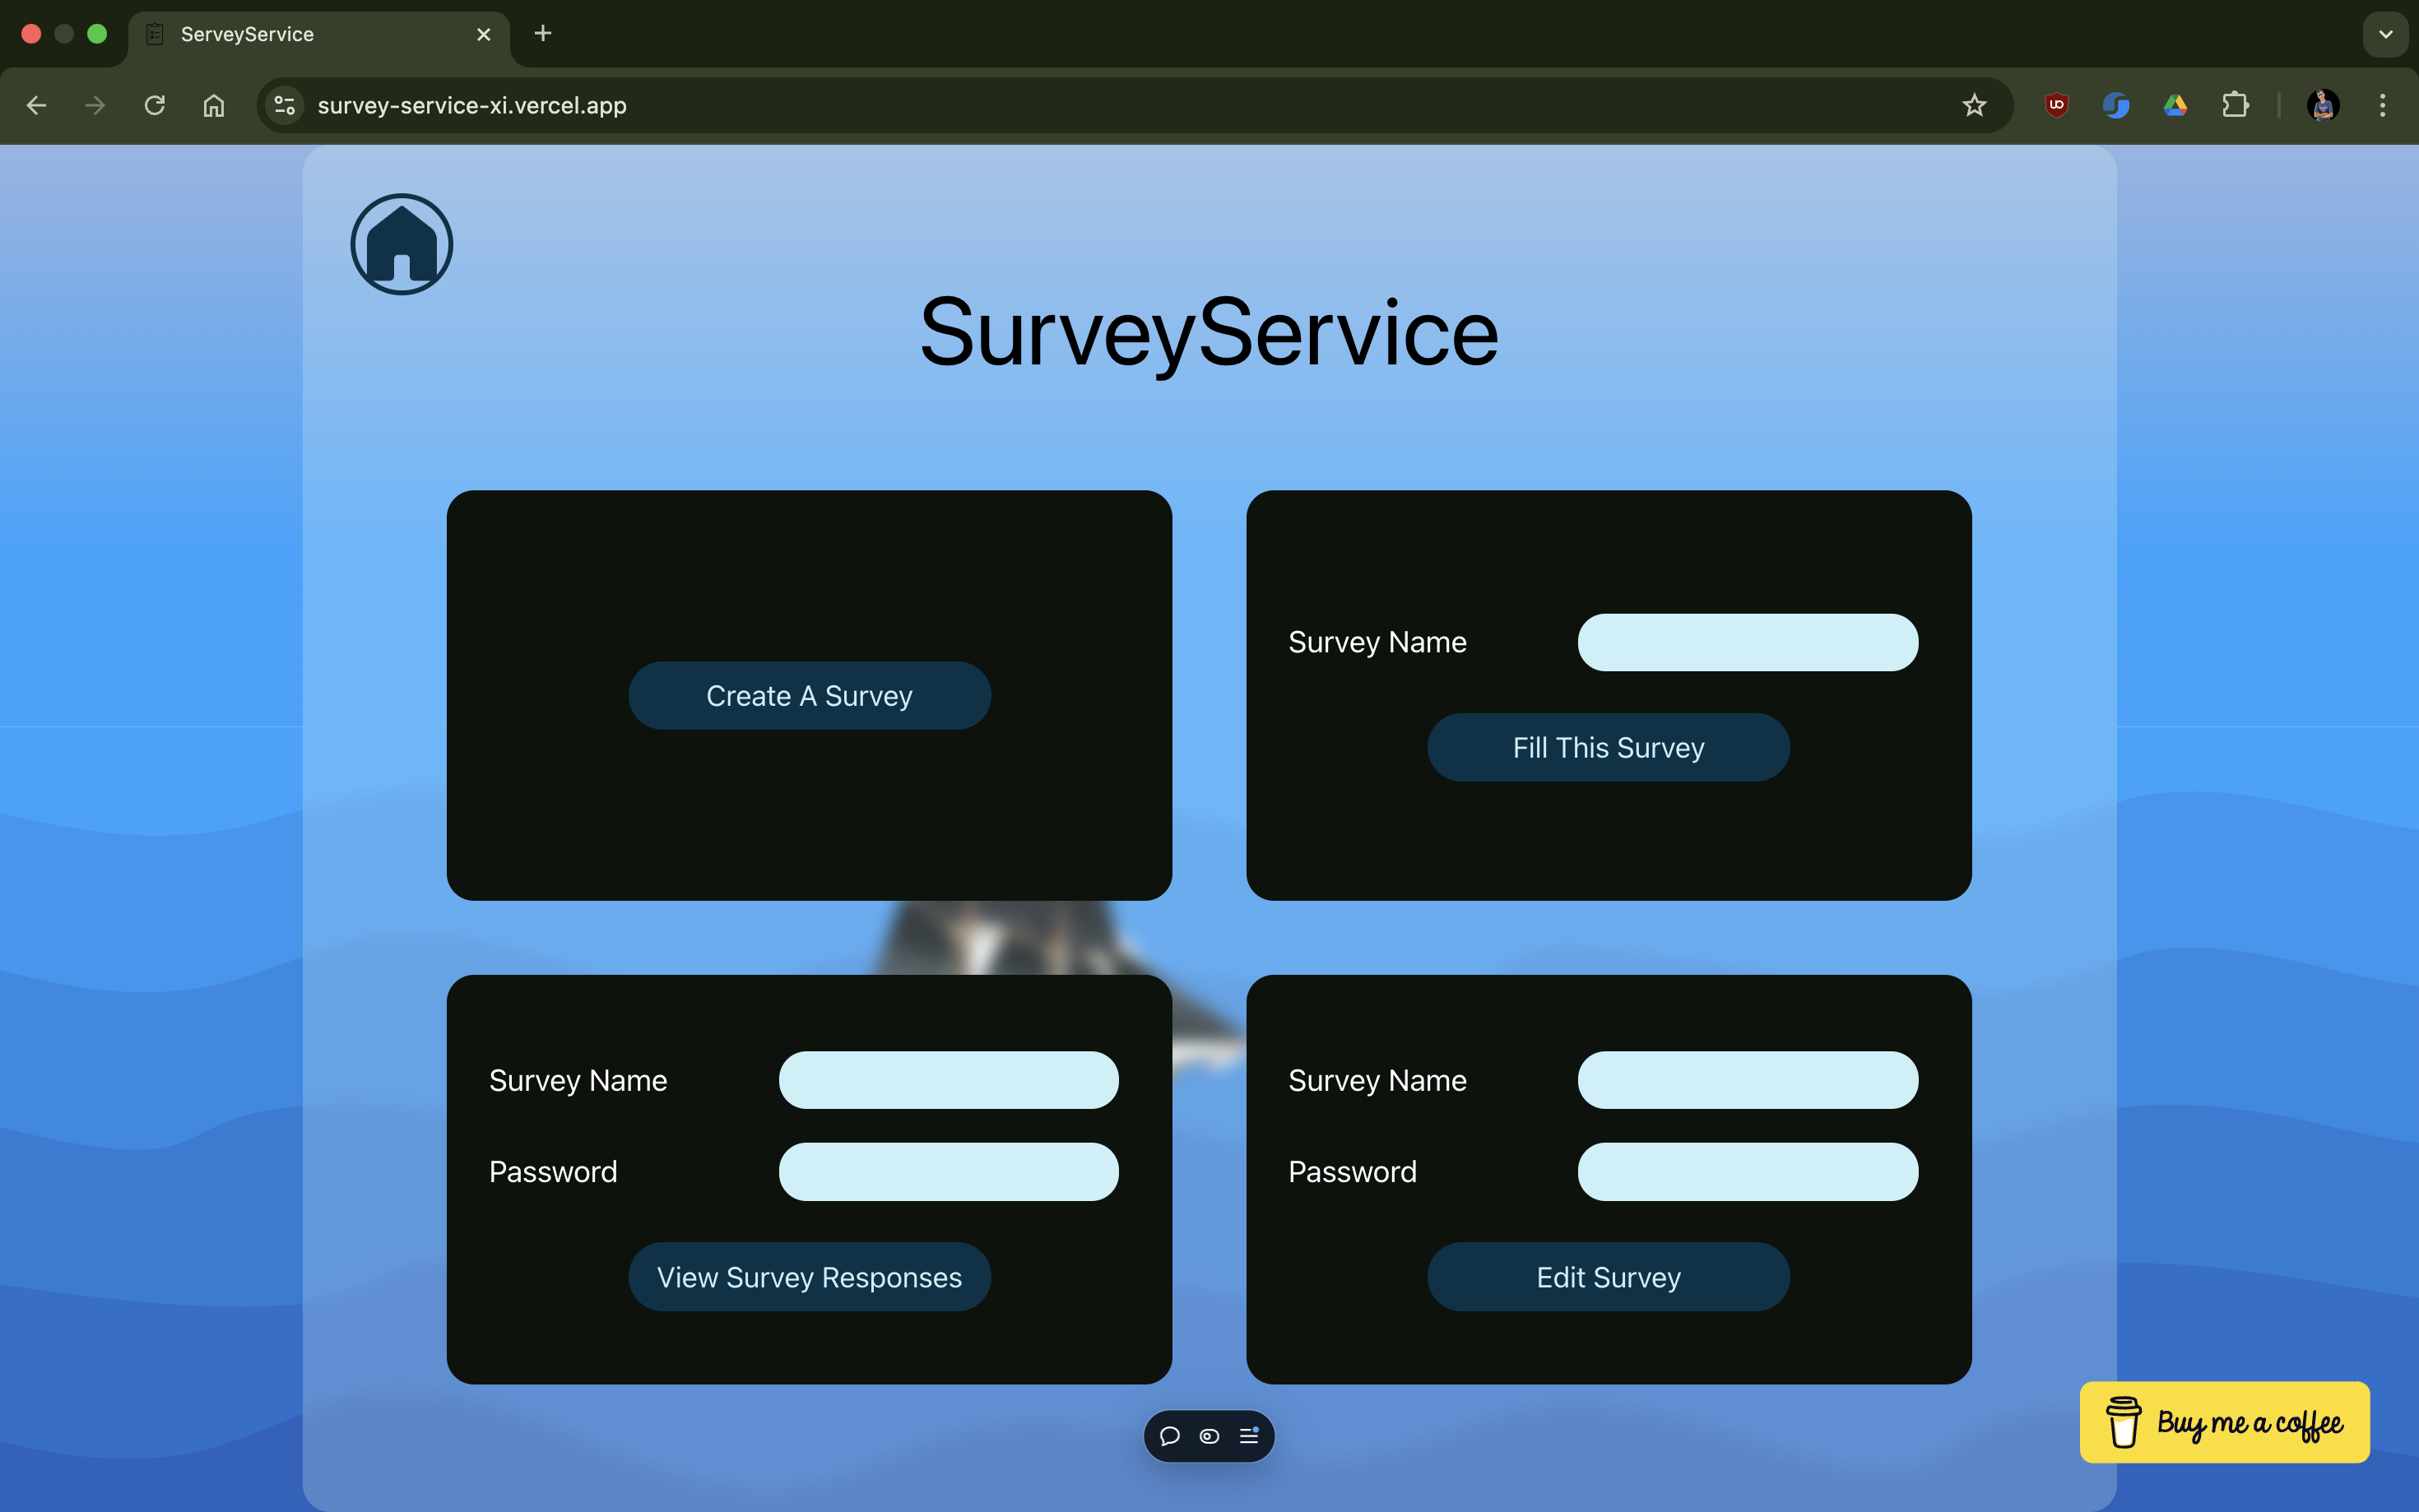 ServeyService
survey-service-xi.vercel.app
SurveyService
Create A Survey
Survey Name
Fill This Survey
Survey Name
Password
View Survey Responses
Survey Name
Password
Edit Survey
Buy me a coffee